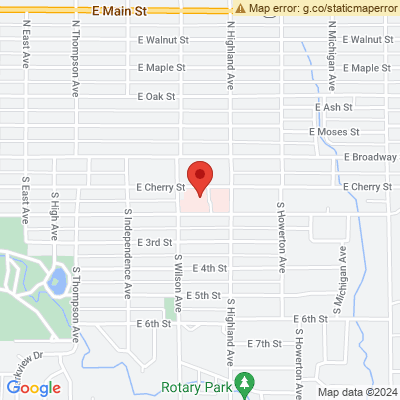 E Main St
Map error: g.co/staticmaperror
N East Ave
N Thompson Ave
E Walnut St
N Highland Ave
N Michigan Ave
E Walnut St
E Maple St
E Maple St
E Oak St
E Ash St
E Moses St
E Broadway
S East Ave
S High Ave
E Cherry St
E Cherry St
S Independence Ave
S Howerton Ave
E 3rd St
S Thompson Ave
S Wilson Ave
E 4th St
S Michigan Ave
E 5th St
S Highland Ave
E 6th St
E 6th St
E 7th St
S Howerton Ave
rkview Dr
Rotary Park
Google
Map data ©2024